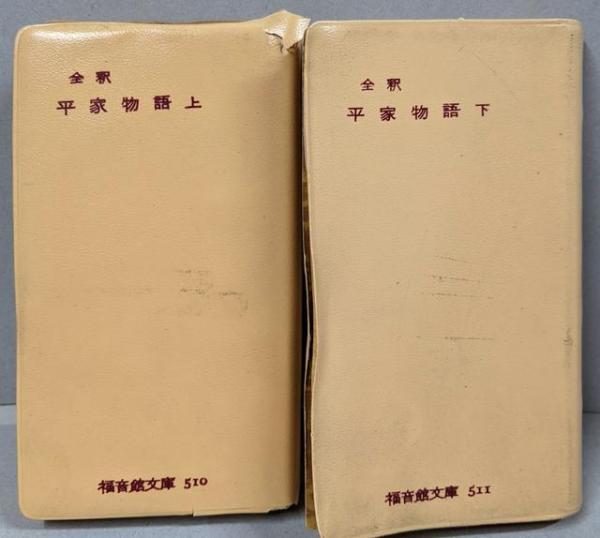 全釈
平家物語上
福音館文庫 510
全釈
平家物語下
福音館文庫 511